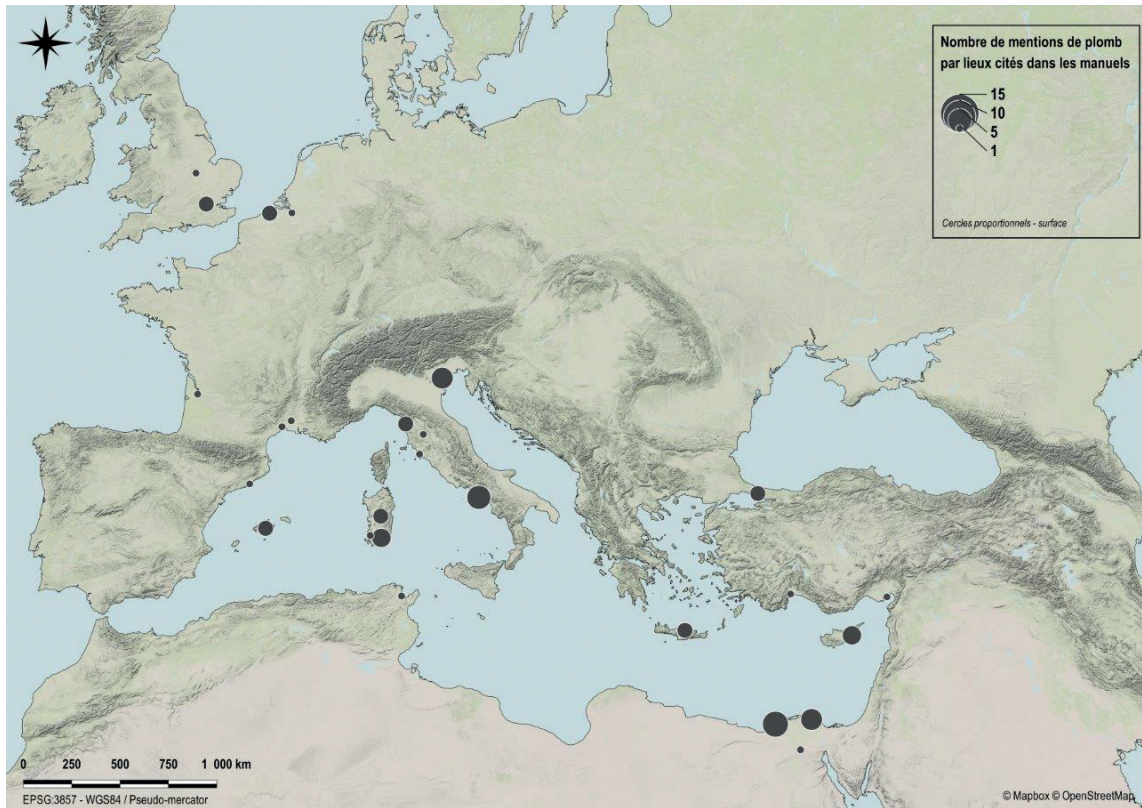 Nombre de mentions de plomb
par lieux cités dans les manuels
15
10
5
1
Cercles proportionnels - surface
0 250 500 750 1 000 km
EPSG:3857 - WGS84 / Pseudo-mercator
© Mapbox © OpenStreetMap